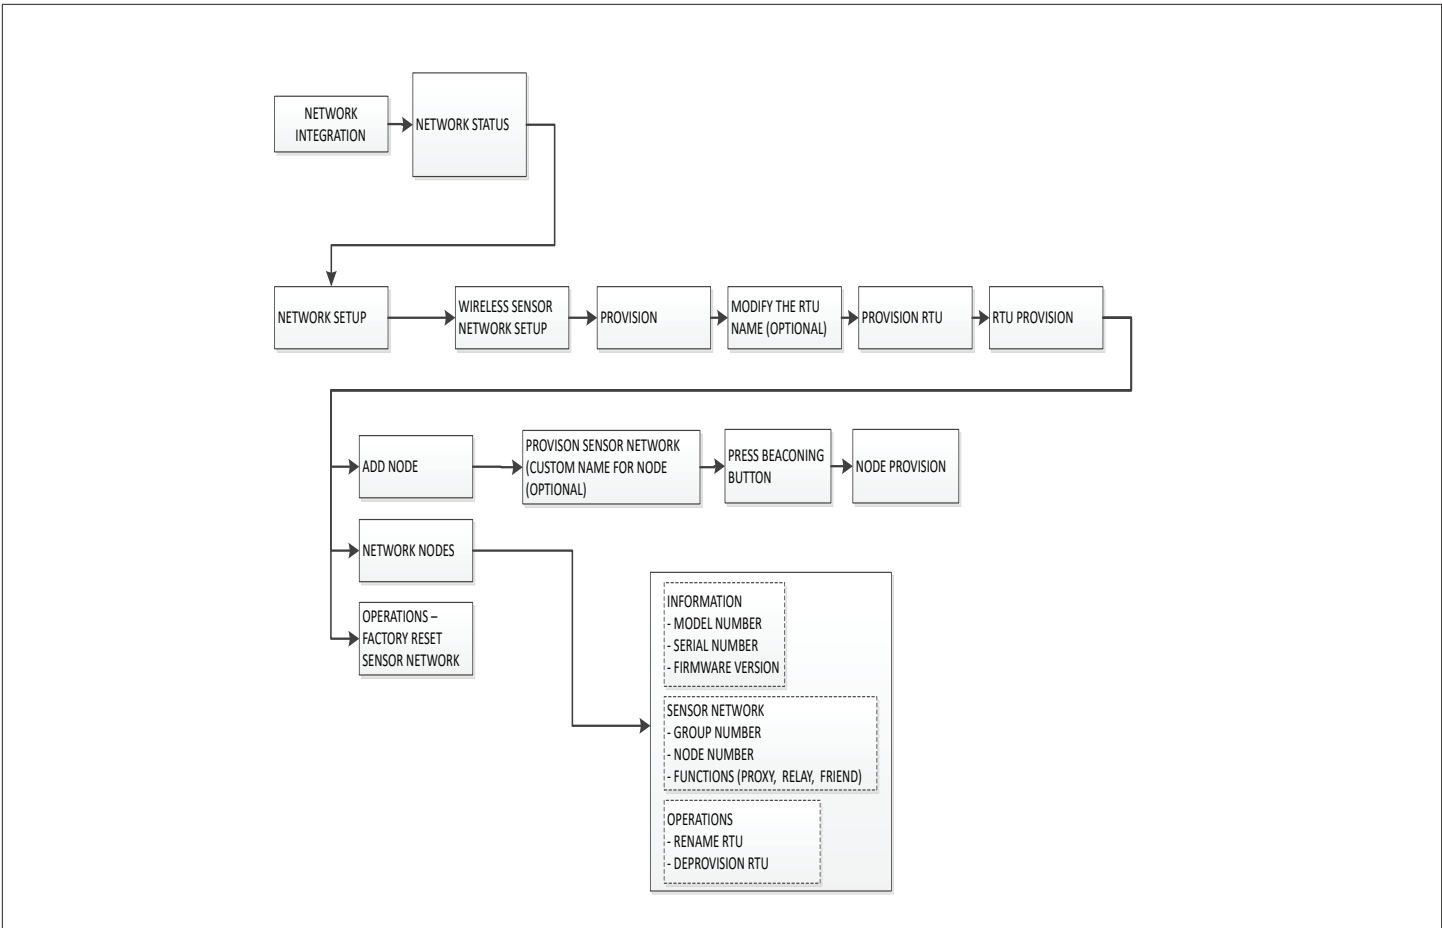 NETWORK
INTEGRATION
NETWORK STATUS
NETWORK SETUP
WIRELESS SENSOR
NETWORK SETUP
PROVISION
MODIFY THE RTU
NAME (OPTIONAL)
PROVISION RTU
RTU PROVISION
ADD NODE
PROVISON SENSOR NETWORK
(CUSTOM NAME FOR NODE
(OPTIONAL)
PRESS BEACONING
BUTTON
NODE PROVISION
NETWORK NODES
OPERATIONS –
FACTORY RESET
SENSOR NETWORK
INFORMATION
- MODEL NUMBER
- SERIAL NUMBER
- FIRMWARE VERSION
SENSOR NETWORK
- GROUP NUMBER
- NODE NUMBER
- FUNCTIONS (PROXY, RELAY, FRIEND)
OPERATIONS
- RENAME RTU
- DEPROVISION RTU